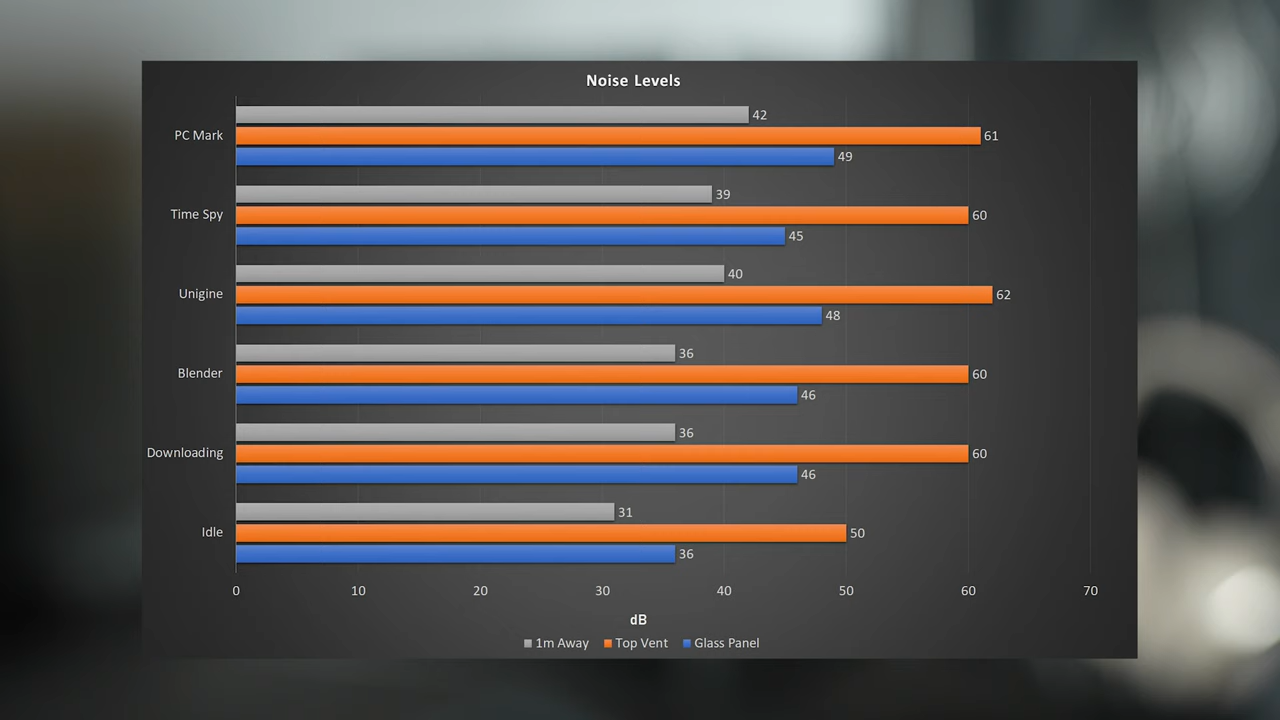 Noise Levels
42
PC Mark 61
49
39
Time Spy 60
45
40
Unigine 62
48
36
Blender 60
46
36
Downloading 60
46
31
Idle 50
36
0 10 20 30 40 50 60 70
dB
1m Away Top Vent Glass Panel